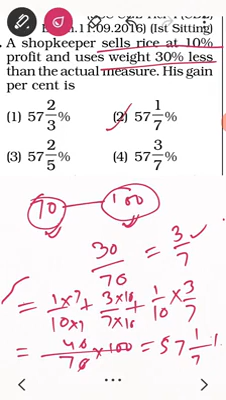 11.09.2016) (Ist Sitting)
A shopkeeper sells rice at 10%
profit and uses weight 30% less
than the actual measure. His gain
per cent is
(1) 57 2/3 % (2) 57 1/7 %
(3) 57 2/5 % (4) 57 3/7 %
70 — 100
30/70 = 3/7
= 1×7/10×7 + 3×10/7×10 + 1/10 × 3/7
= 40/70 × 100 = 57 1/7 %